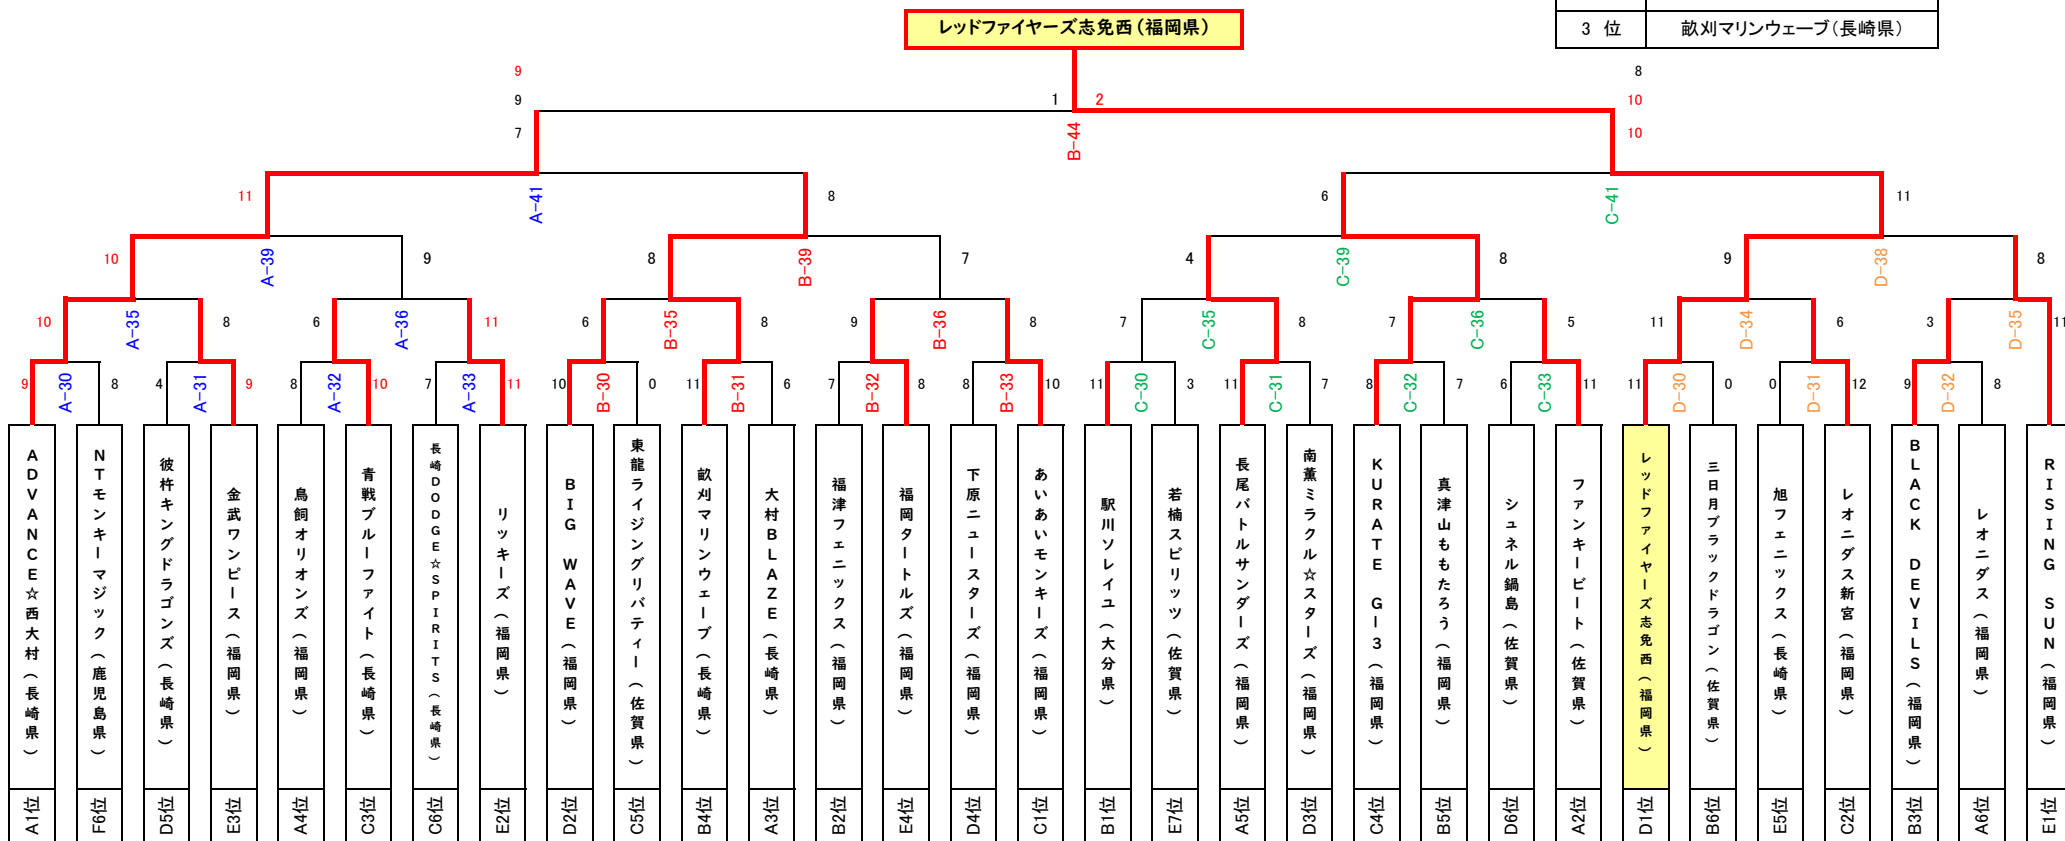 レッドファイヤーズ志免西（福岡県）
3 位 畝刈マリンウェーブ（長崎県）
9 8
9 1 2 10
7 B-44 10
11 A-41 8 6 C-41 11
10 A-39 9 8 B-39 7 4 C-39 8 9 D-38 8
10 A-35 8 6 A-36 11 6 B-35 8 9 B-36 8 7 C-35 8 7 C-36 5 11 D-34 6 3 D-35 11
9 A-30 8 4 A-31 9 8 A-32 10 7 A-33 11 10 B-30 0 11 B-31 6 7 B-32 8 8 B-33 10 11 C-30 3 11 C-31 7 8 C-32 7 6 C-33 11 11 D-30 0 0 D-31 12 9 D-32 8
ADVANCE☆西大村（長崎県）
NTモンキーマジック（鹿児島県）
彼杵キングドラゴンズ（長崎県）
金武ワンピース（福岡県）
鳥飼オリオンズ（福岡県）
青戦ブルーファイト（長崎県）
長崎DODGE☆SPIRITS（長崎県）
リッキーズ（福岡県）
BIG WAVE（福岡県）
東龍ライジングリバティー（佐賀県）
畝刈マリンウェーブ（長崎県）
大村BLAZE（長崎県）
福津フェニックス（福岡県）
福岡タートルズ（福岡県）
下原ニュースターズ（福岡県）
あいあいモンキーズ（福岡県）
駅川ソレイユ（大分県）
若楠スピリッツ（佐賀県）
長尾バトルサンダーズ（福岡県）
南薫ミラクル☆スターズ（福岡県）
KURATE G-3（福岡県）
真津山ももたろう（福岡県）
シュネル鍋島（佐賀県）
ファンキービート（佐賀県）
レッドファイヤーズ志免西（福岡県）
三日月ブラックドラゴン（佐賀県）
旭フェニックス（長崎県）
レオニダス新宮（福岡県）
BLACK DEVILS（福岡県）
レオニダス（福岡県）
RISING SUN（福岡県）
A1位 F6位 D5位 E3位 A4位 C3位 C6位 E2位 D2位 C5位 B4位 A3位 B2位 E4位 D4位 C1位 B1位 E7位 A5位 D3位 C4位 B5位 D6位 A2位 D1位 B6位 E5位 C2位 B3位 A6位 E1位